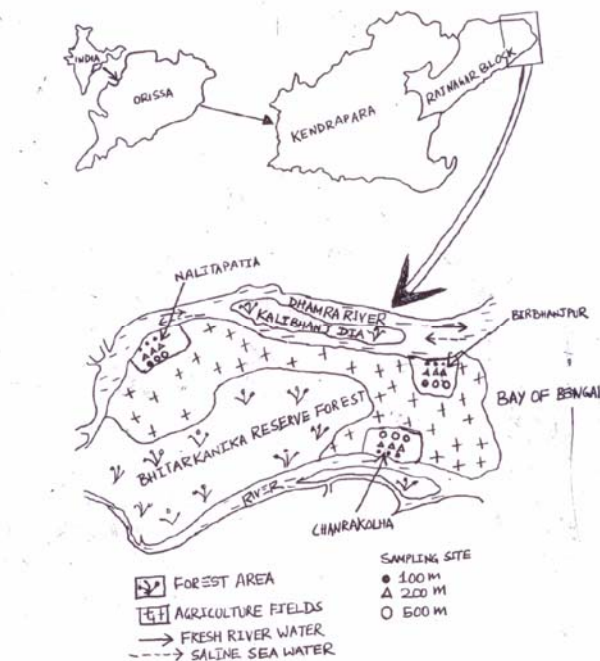 INDIA
ORISSA
KENDRAPARA
RAJNAGAR BLOCK
NALITAPATIA
DHAMRA RIVER
KALIBHANJ DIA
BIRBHANJPUR
BAY OF BENGAL
BHITARKANIKA RESERVE FOREST
RIVER
CHANRAKOLHA
FOREST AREA
AGRICULTURE FIELDS
FRESH RIVER WATER
SALINE SEA WATER
SAMPLING SITE
100 m
200 m
500 m